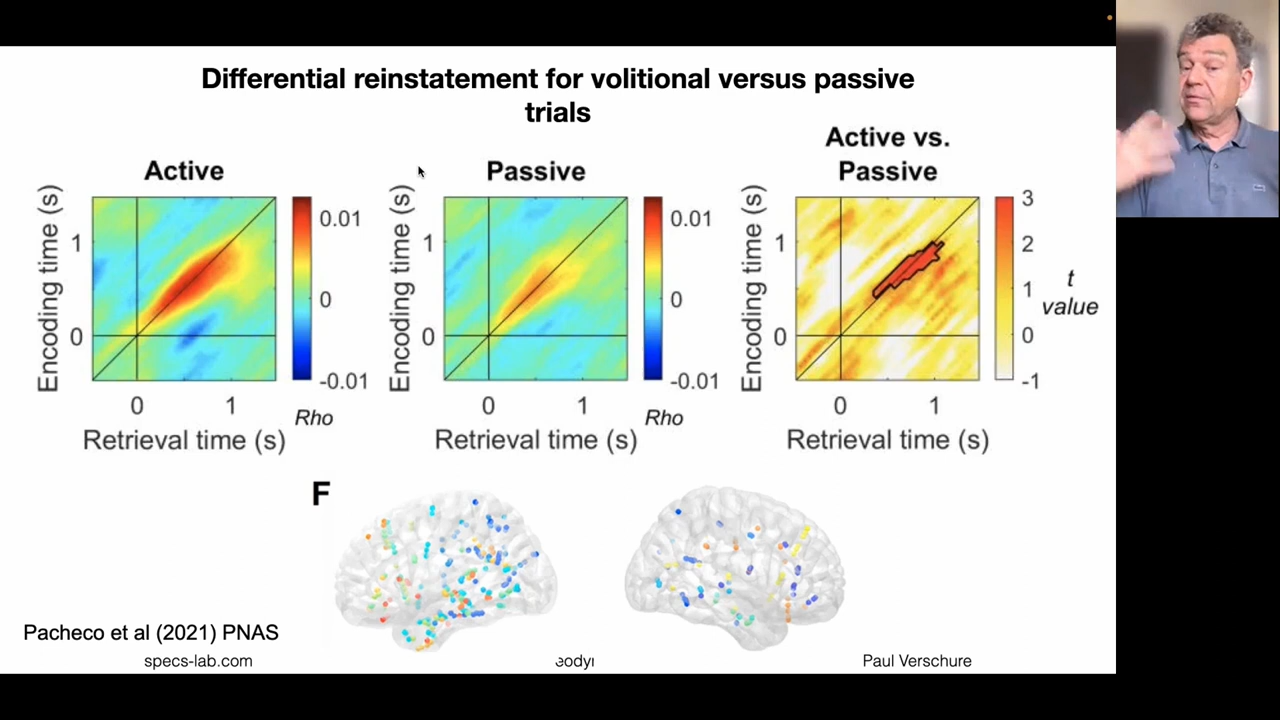 Differential reinstatement for volitional versus passive
trials
Active
Passive
Active vs.
Passive
Encoding time (s)
1
0
0 1
Retrieval time (s)
0.01
0
-0.01
Rho
Encoding time (s)
1
0
0 1
Retrieval time (s)
0.01
0
-0.01
Rho
Encoding time (s)
1
0
0 1
Retrieval time (s)
3
2
1
0
-1
t
value
F
Pacheco et al (2021) PNAS
specs-lab.com
Paul Verschure